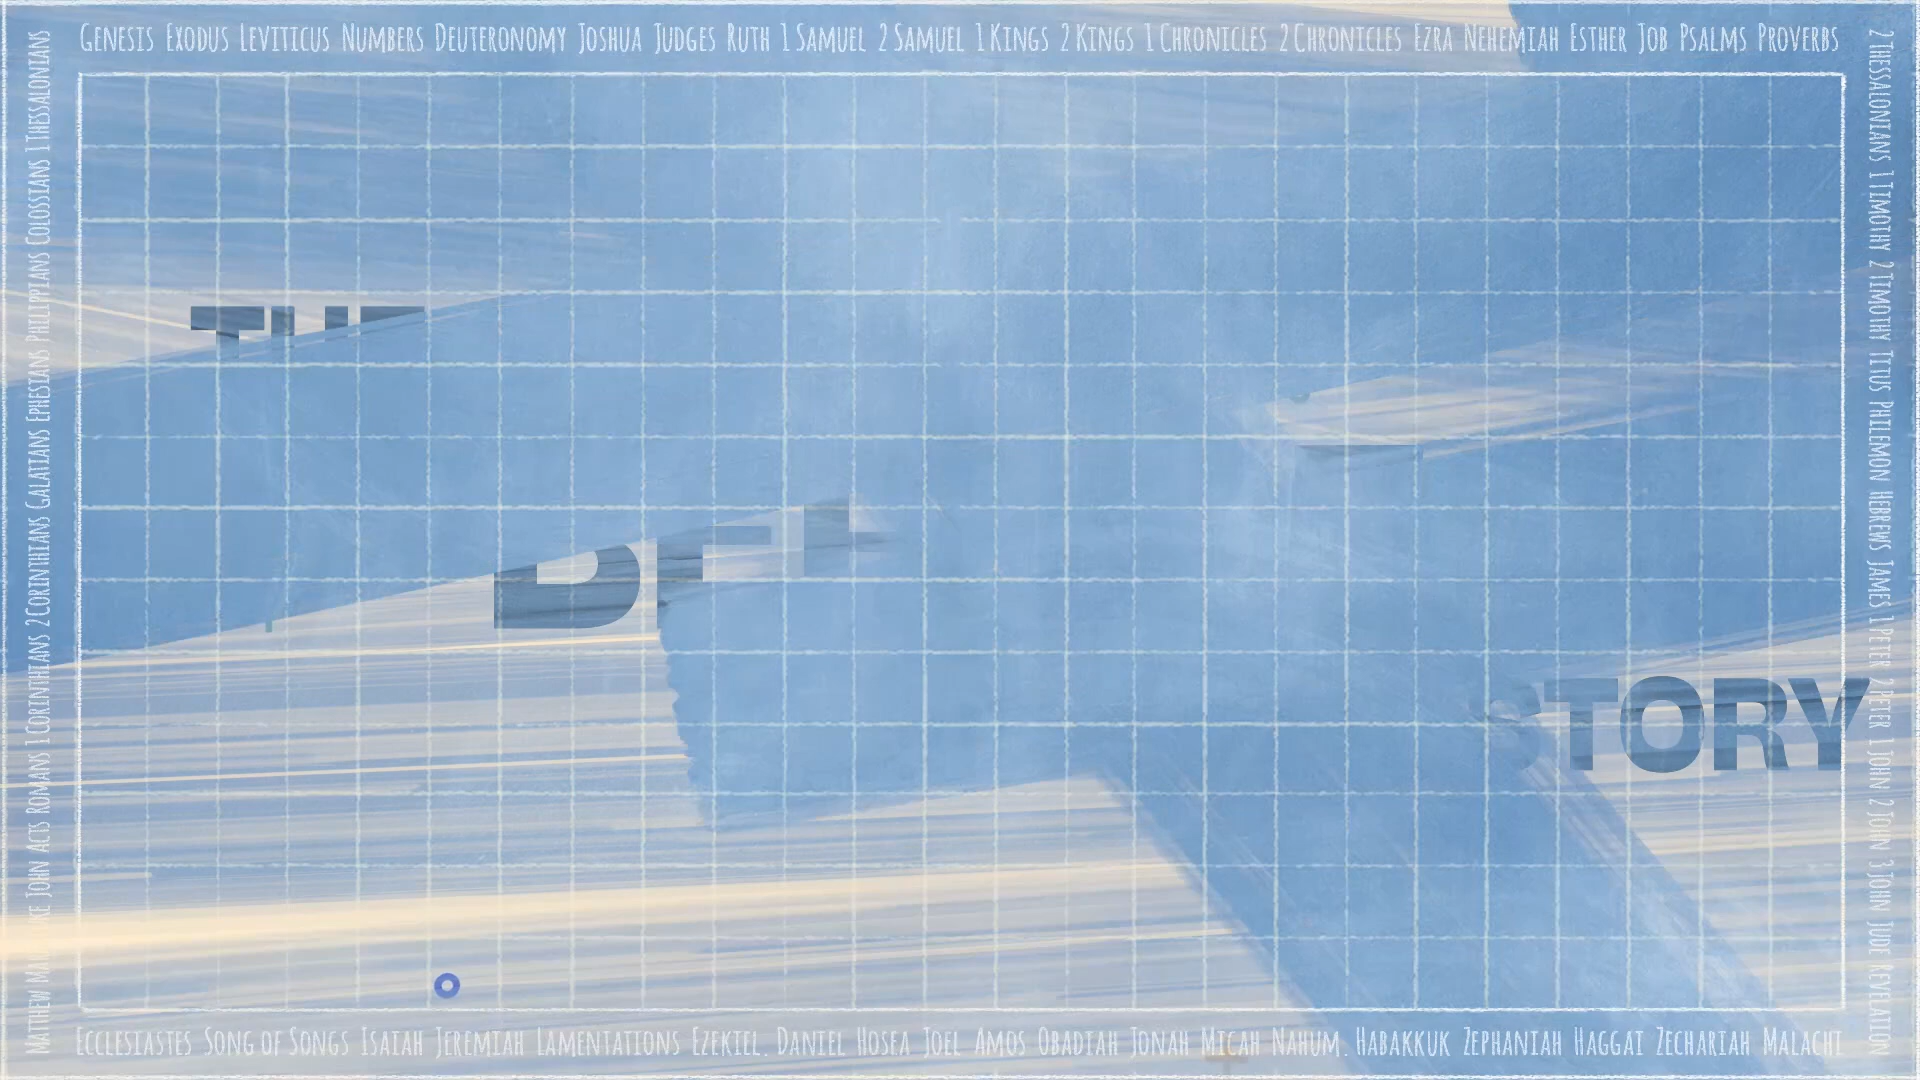 GENESIS EXODUS LEVITICUS NUMBERS DEUTERONOMY JOSHUA JUDGES RUTH 1 SAMUEL 2 SAMUEL 1 KINGS 2 KINGS 1 CHRONICLES 2 CHRONICLES EZRA NEHEMIAH ESTHER JOB PSALMS PROVERBS
MATTHEW JOHN ACTS ROMANS 1 CORINTHIANS 2 CORINTHIANS GALATIANS EPHESIANS PHILIPPIANS COLOSSIANS 1 THESSALONIANS
STORY
2 THESSALONIANS 1 TIMOTHY 2 TIMOTHY TITUS PHILEMON HEBREWS JAMES 1 PETER 2 PETER 1 JOHN 2 JOHN 3 JOHN JUDE REVELATION
ECCLESIASTES SONG OF SONGS ISAIAH JEREMIAH LAMENTATIONS EZEKIEL. DANIEL HOSEA JOEL AMOS OBADIAH JONAH MICAH NAHUM. HABAKKUK ZEPHANIAH HAGGAI ZECHARIAH MALACHI